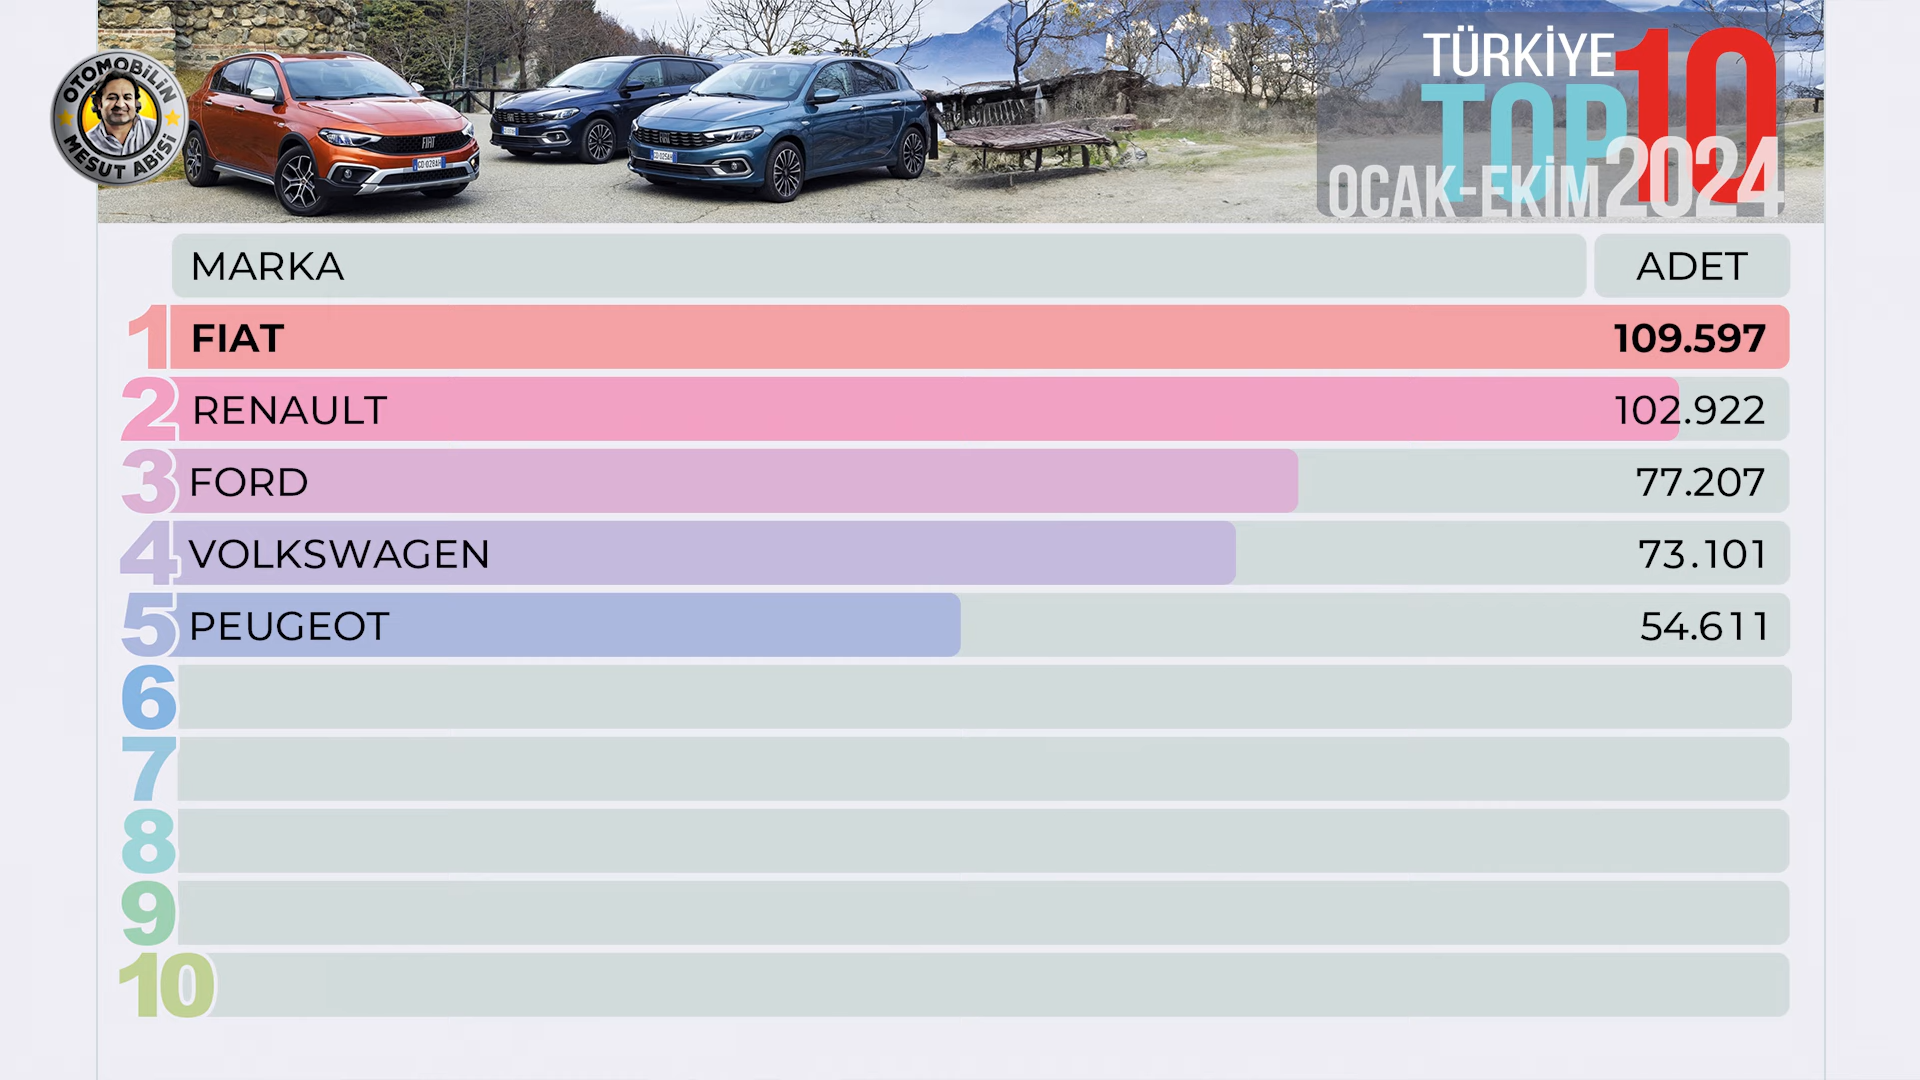 OTOMOBİLİN
MESUT ABİSİ
TÜRKİYE
TOP 10
OCAK-EKİM 2024
MARKA ADET
1 FIAT 109.597
2 RENAULT 102.922
3 FORD 77.207
4 VOLKSWAGEN 73.101
5 PEUGEOT 54.611
6
7
8
9
10
FIAT